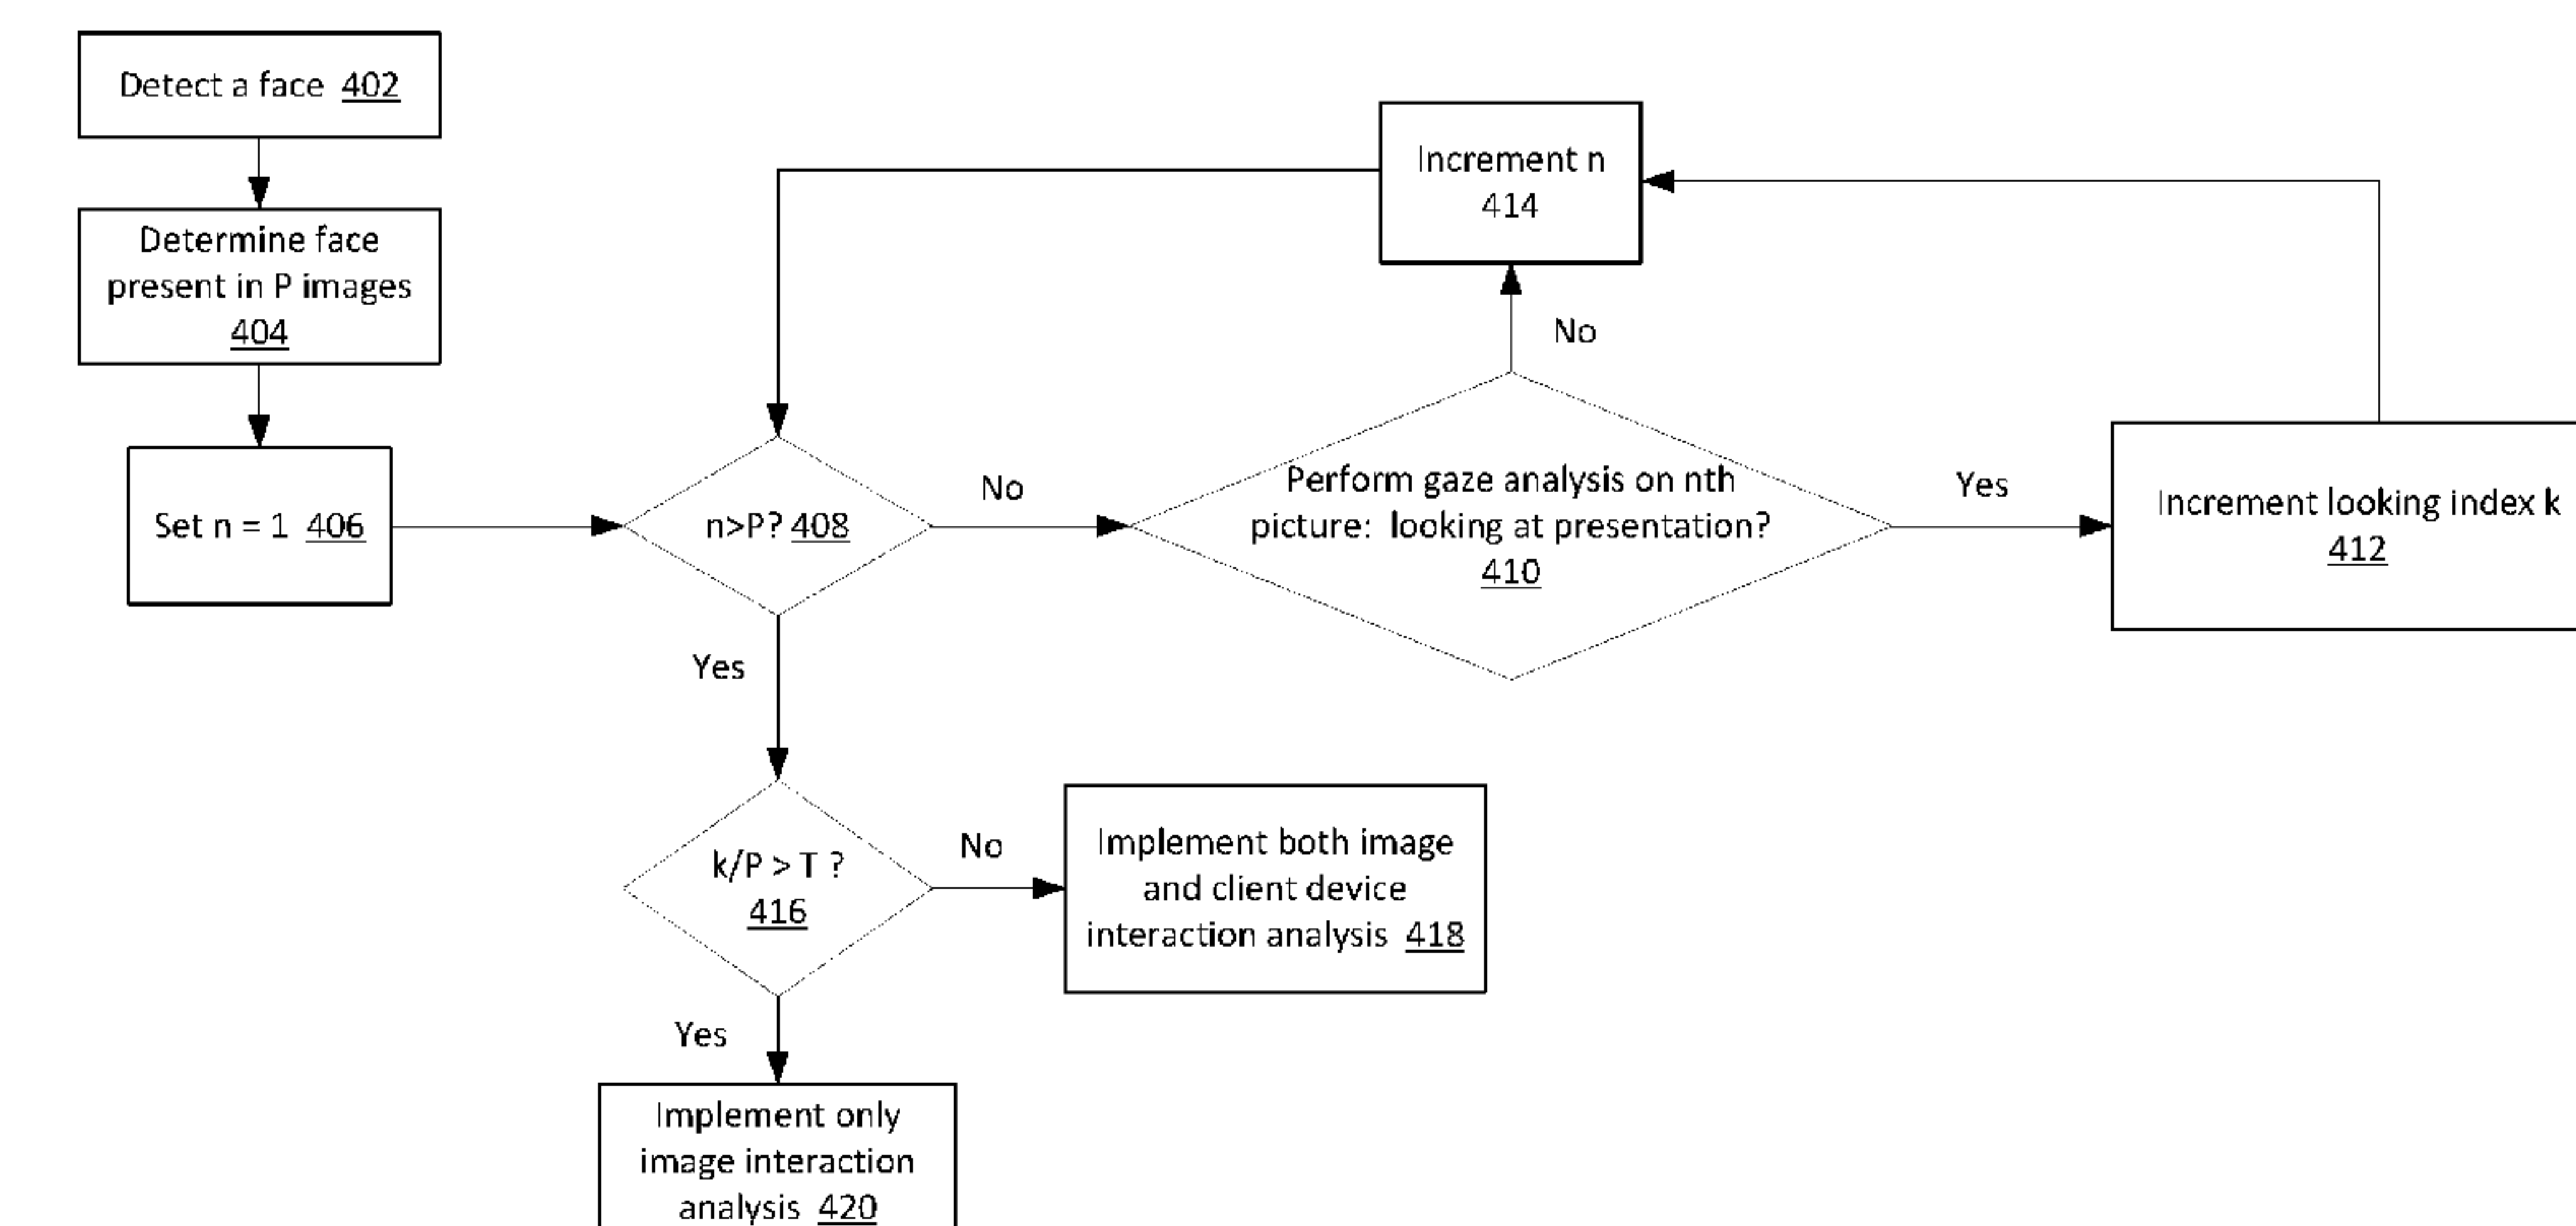 Detect a face 402
Determine face
present in P images
404
Set n = 1 406
n>P? 408
No
Yes
Perform gaze analysis on nth
picture: looking at presentation?
410
No
Yes
Increment looking index k
412
Increment n
414
k/P > T ?
416
No
Yes
Implement both image
and client device
interaction analysis 418
Implement only
image interaction
analysis 420